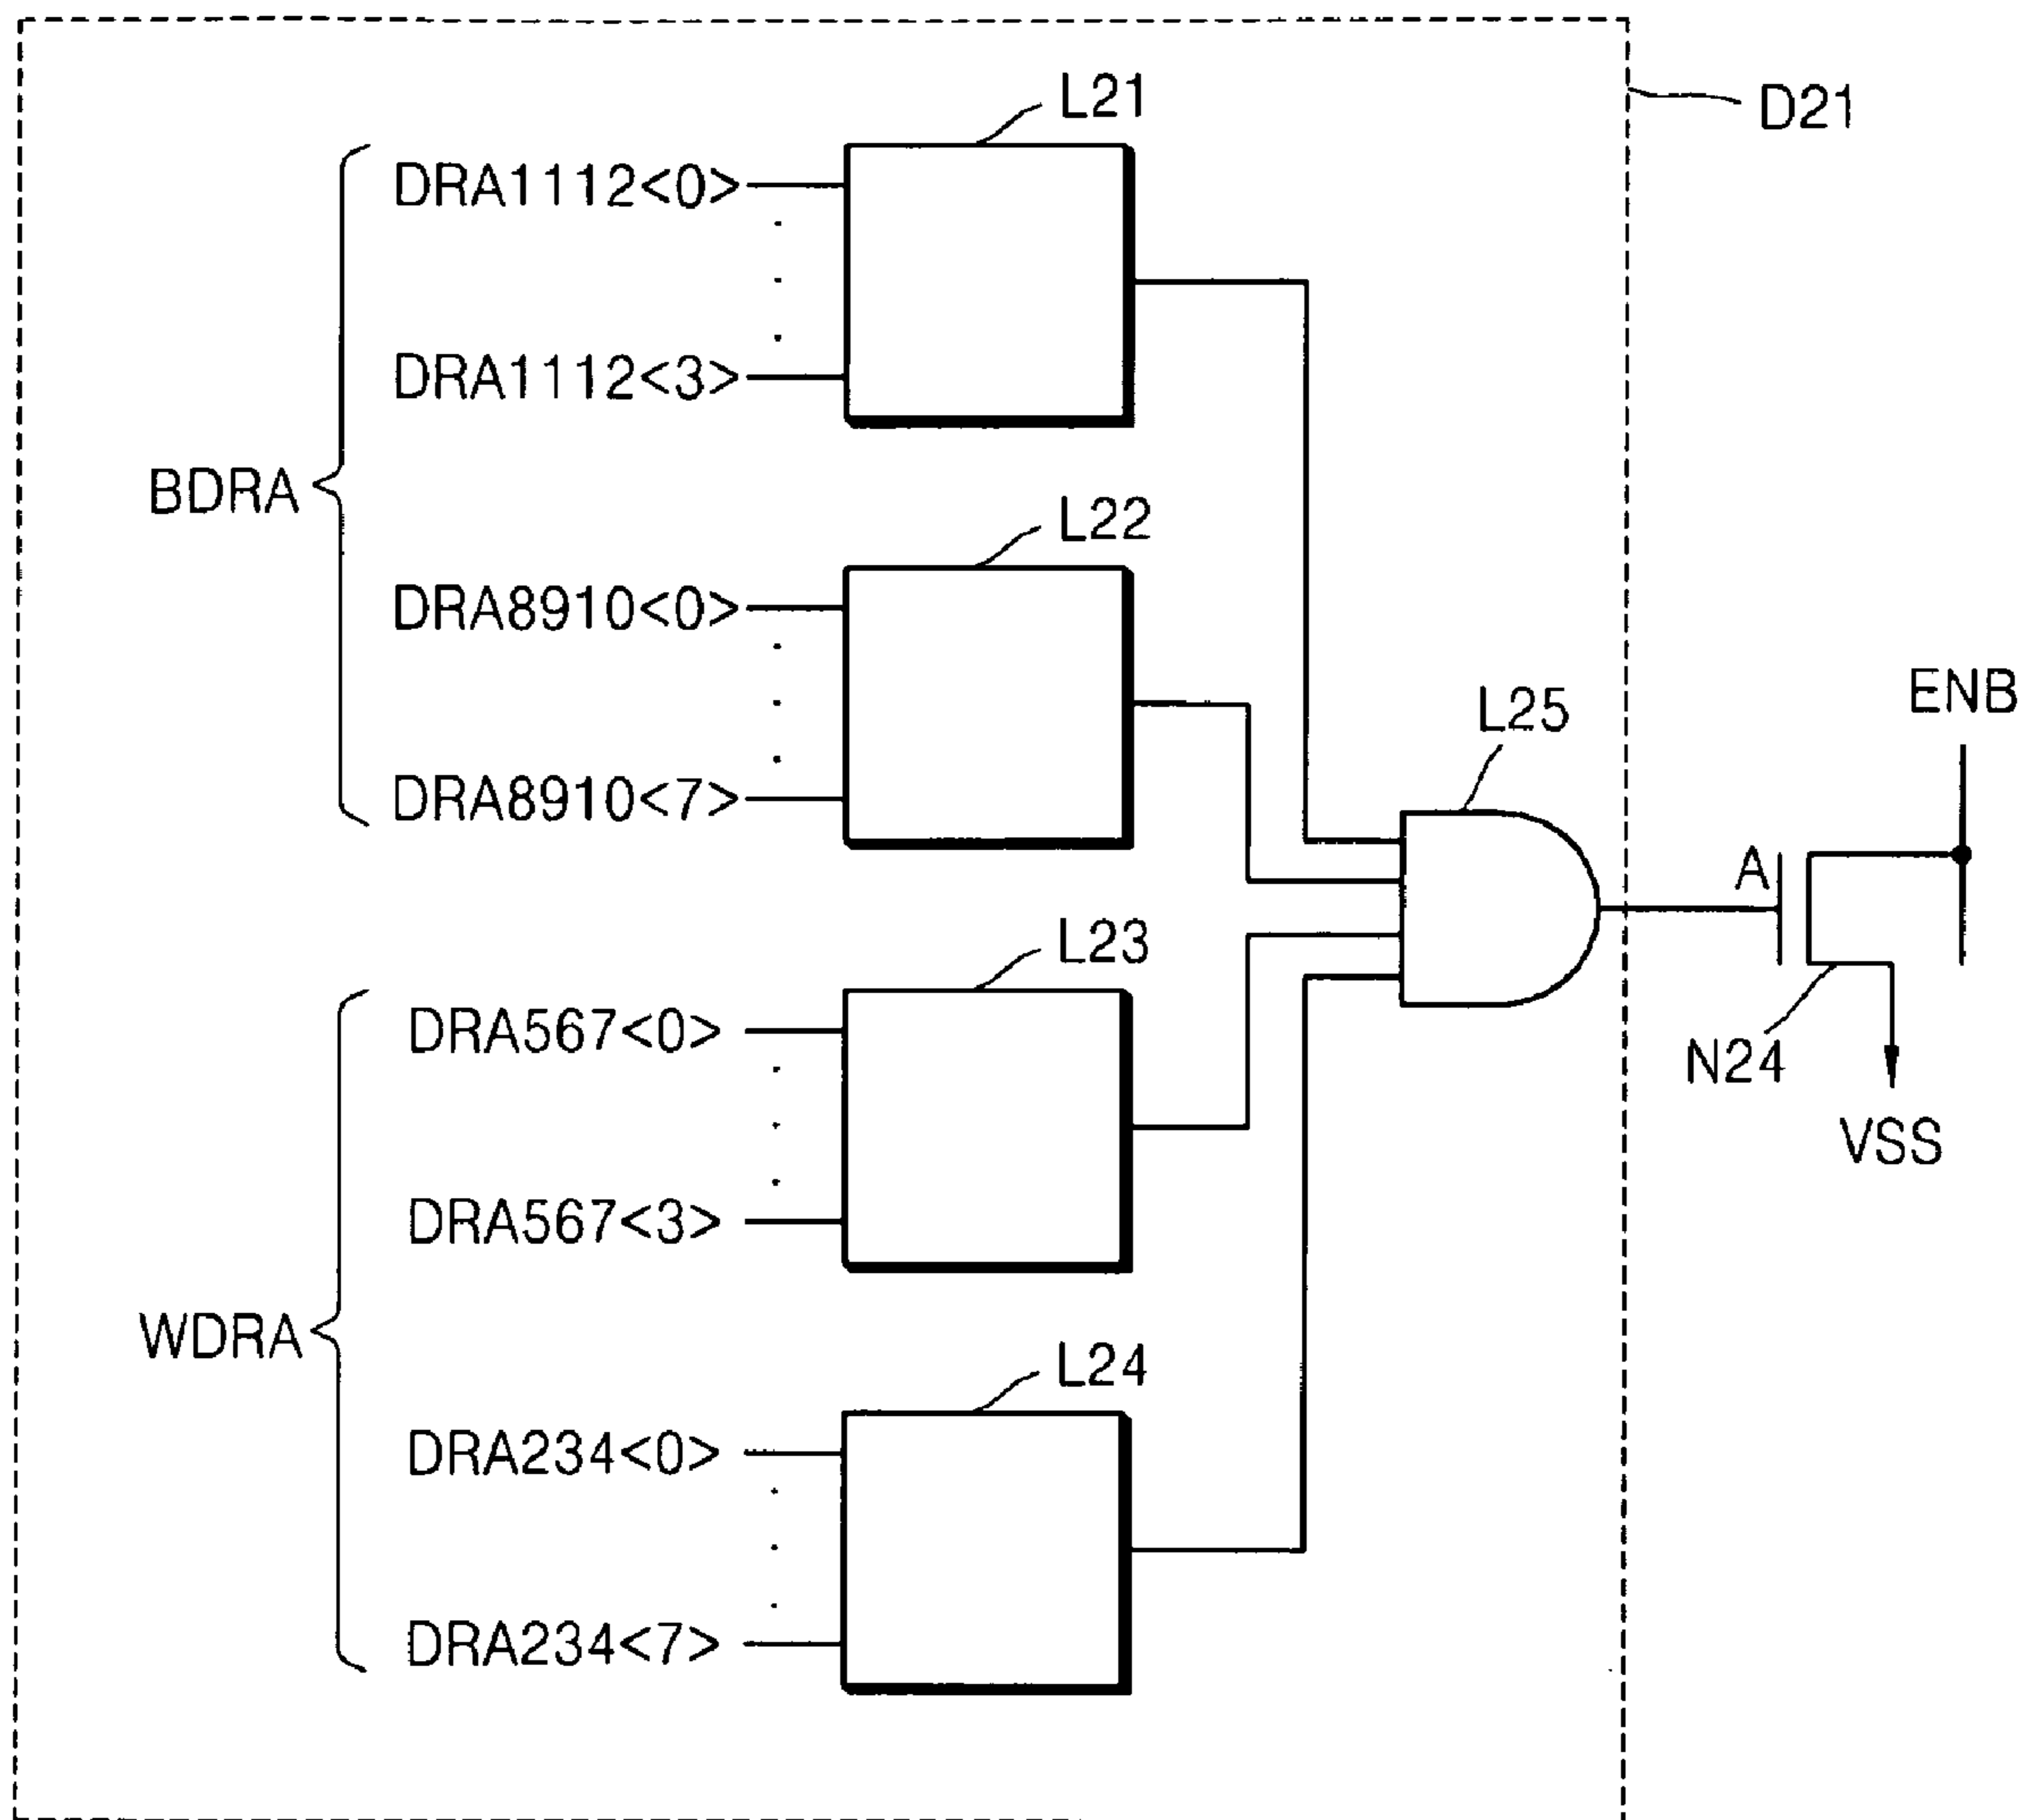 L21
D21
DRA1112<0>
DRA1112<3>
BDRA
L22
DRA8910<0>
DRA8910<7>
L25
ENB
A
N24
VSS
L23
DRA567<0>
DRA567<3>
WDRA
L24
DRA234<0>
DRA234<7>